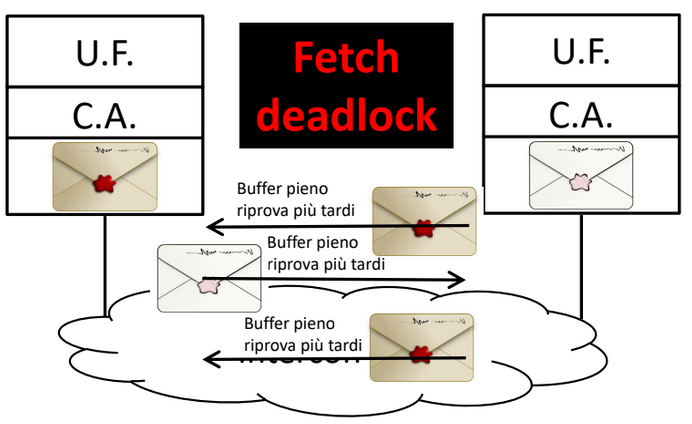 U.F.
C.A.
Fetch
deadlock
U.F.
C.A.
Buffer pieno
riprova più tardi
Buffer pieno
riprova più tardi
Buffer pieno
riprova più tardi